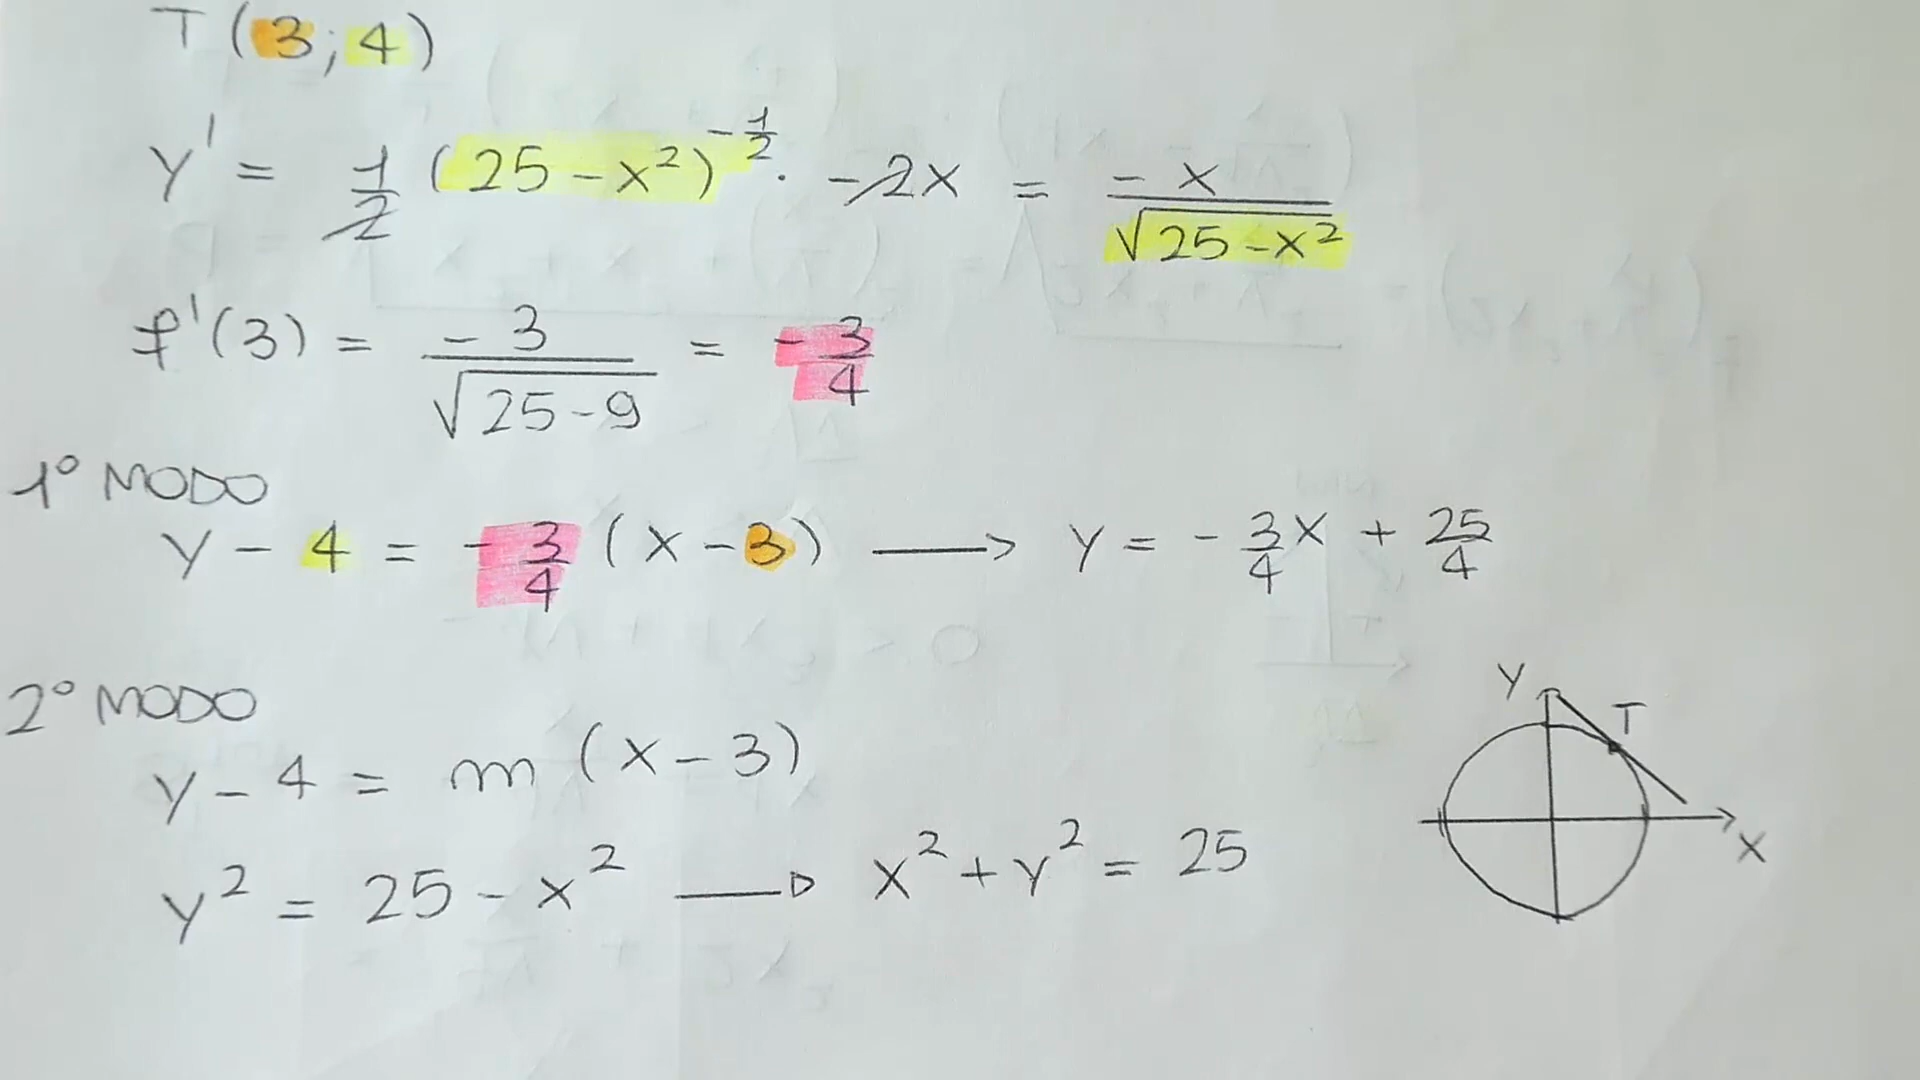 T (3; 4)
y' = 1/2 (25 - x²)^(-1/2) · -2x = -x/√(25-x²)
f'(3) = -3/√(25-9) = -3/4
1° MODO
y - 4 = -3/4 (x - 3) ⟶ y = -3/4 x + 25/4
2° MODO
y - 4 = m (x - 3)
y² = 25 - x² ⟶ x² + y² = 25
Y
T
X